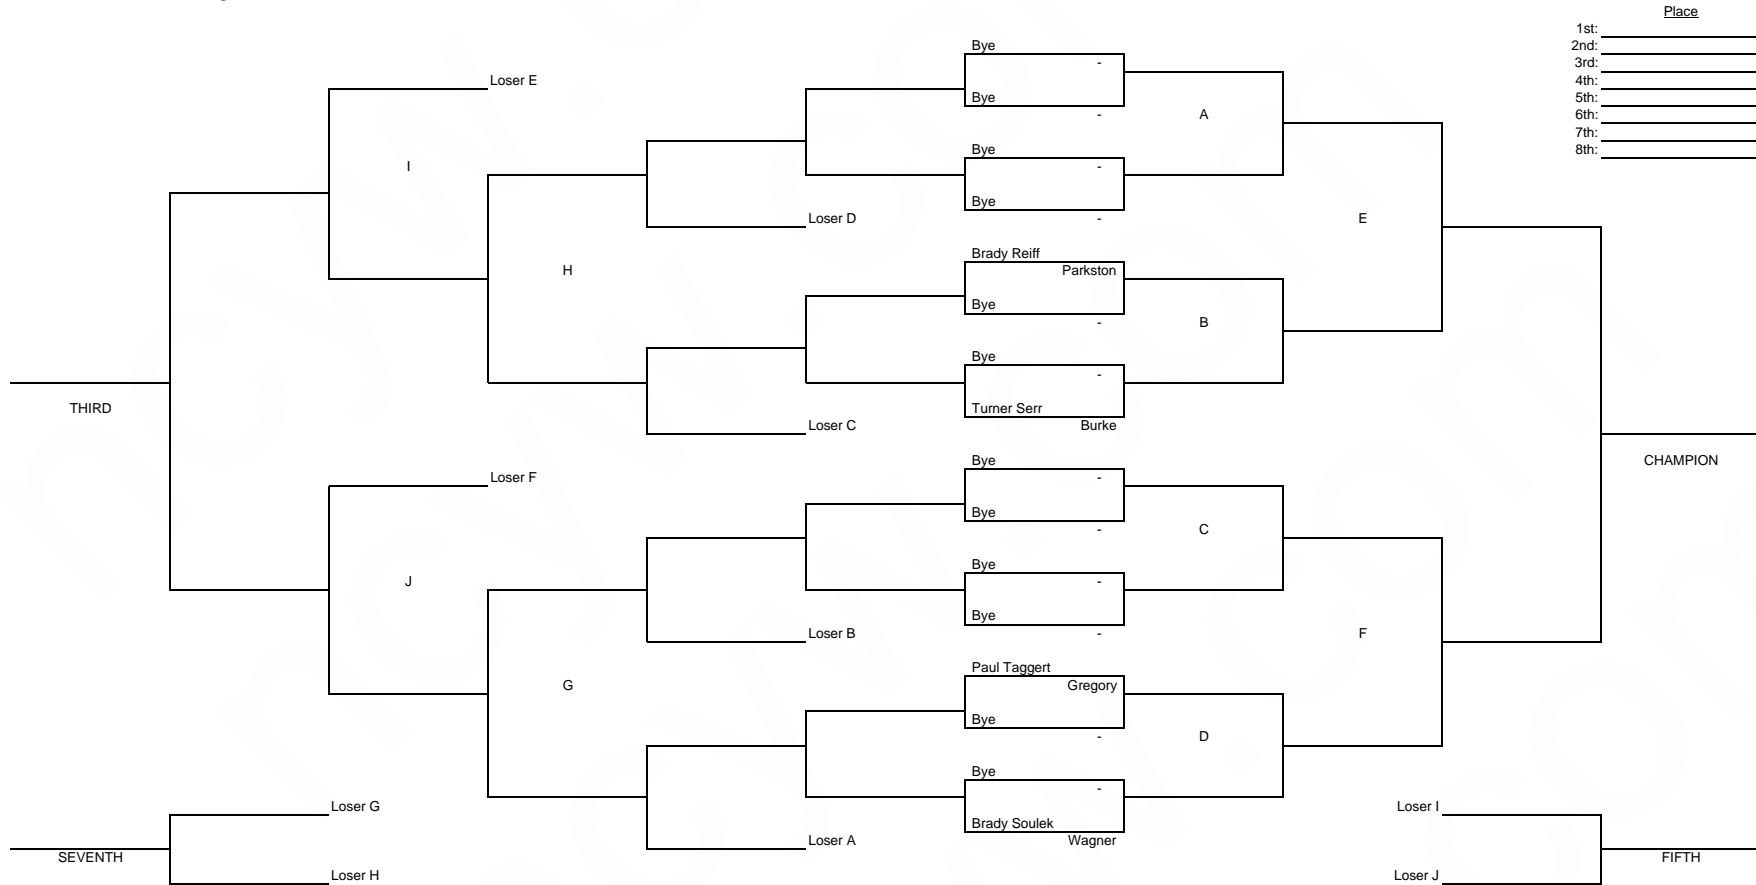 Place
1st:
2nd:
3rd:
4th:
5th:
6th:
7th:
8th:
Bye
-
Bye
-
A
Bye
-
Bye
-
Brady Reiff
Parkston
Bye
-
B
Bye
-
Turner Serr
Burke
E
Bye
-
Bye
-
C
Bye
-
Bye
-
Paul Taggert
Gregory
Bye
-
D
Bye
-
Brady Soulek
Wagner
F
CHAMPION
Loser E
I
Loser D
H
Loser C
THIRD
Loser F
J
Loser B
G
Loser A
Loser G
SEVENTH
Loser H
Loser I
FIFTH
Loser J